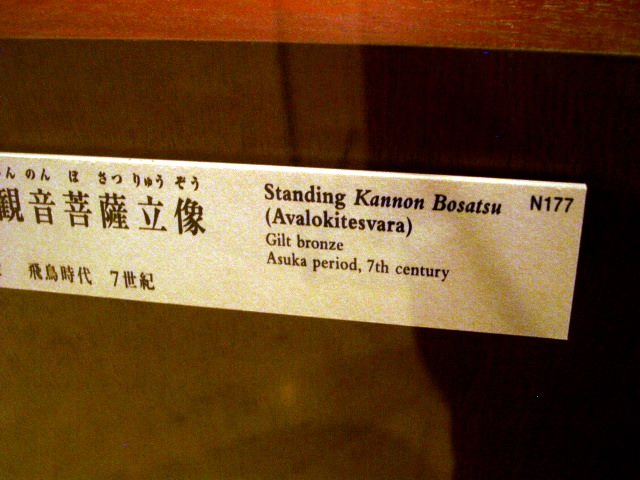 んのん ぼ さつ りゅう ぞう
観音菩薩立像
飛鳥時代 7世紀
Standing Kannon Bosatsu
(Avalokitesvara)
Gilt bronze
Asuka period, 7th century
N177